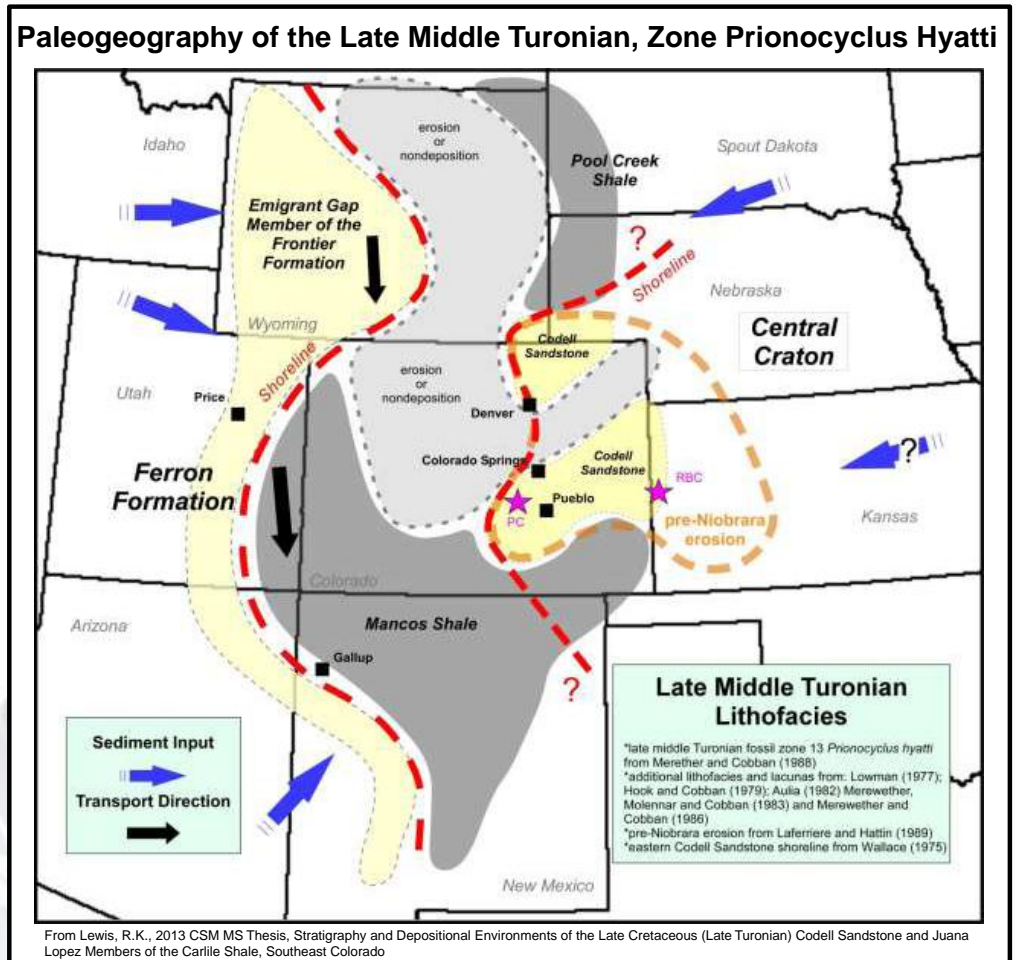 Paleogeography of the Late Middle Turonian, Zone Prionocyclus Hyatti
Idaho
erosion
or
nondeposition
Pool Creek
Shale
Spout Dakota
Emigrant Gap
Member of the
Frontier
Formation
?
Shoreline
Nebraska
Wyoming
Central
Craton
Codell
Sandstone
Shoreline
erosion
or
nondeposition
Utah
Price
Denver
Ferron
Formation
Colorado Springs
Codell
Sandstone
?
RBC
PC
Pueblo
pre-Niobrara
erosion
Kansas
Colorado
Arizona
Mancos Shale
Gallup
?
Late Middle Turonian
Lithofacies
*late middle Turonian fossil zone 13 Prionocyclus hyatti
from Merether and Cobban (1988)
*additional lithofacies and lacunas from: Lowman (1977);
Hook and Cobban (1979); Aulia (1982) Merewether,
Molennar and Cobban (1983) and Merewether and
Cobban (1986)
*pre-Niobrara erosion from Laferriere and Hattin (1989)
*eastern Codell Sandstone shoreline from Wallace (1975)
Sediment Input
Transport Direction
New Mexico
From Lewis, R.K., 2013 CSM MS Thesis, Stratigraphy and Depositional Environments of the Late Cretaceous (Late Turonian) Codell Sandstone and Juana
Lopez Members of the Carlile Shale, Southeast Colorado